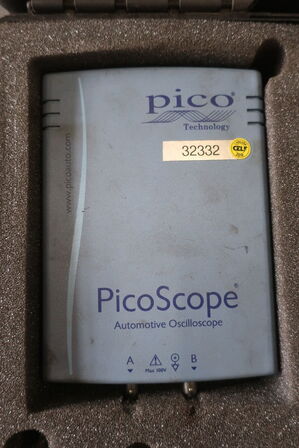 pico®
Technology
32332
CELT
www.picoauto.com
PicoScope®
Automotive Oscilloscope
A B
Max 100V